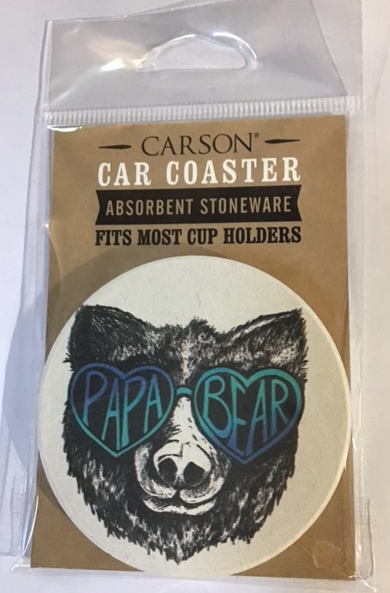 CARSON®
CAR COASTER
ABSORBENT STONEWARE
FITS MOST CUP HOLDERS
PAPA BEAR